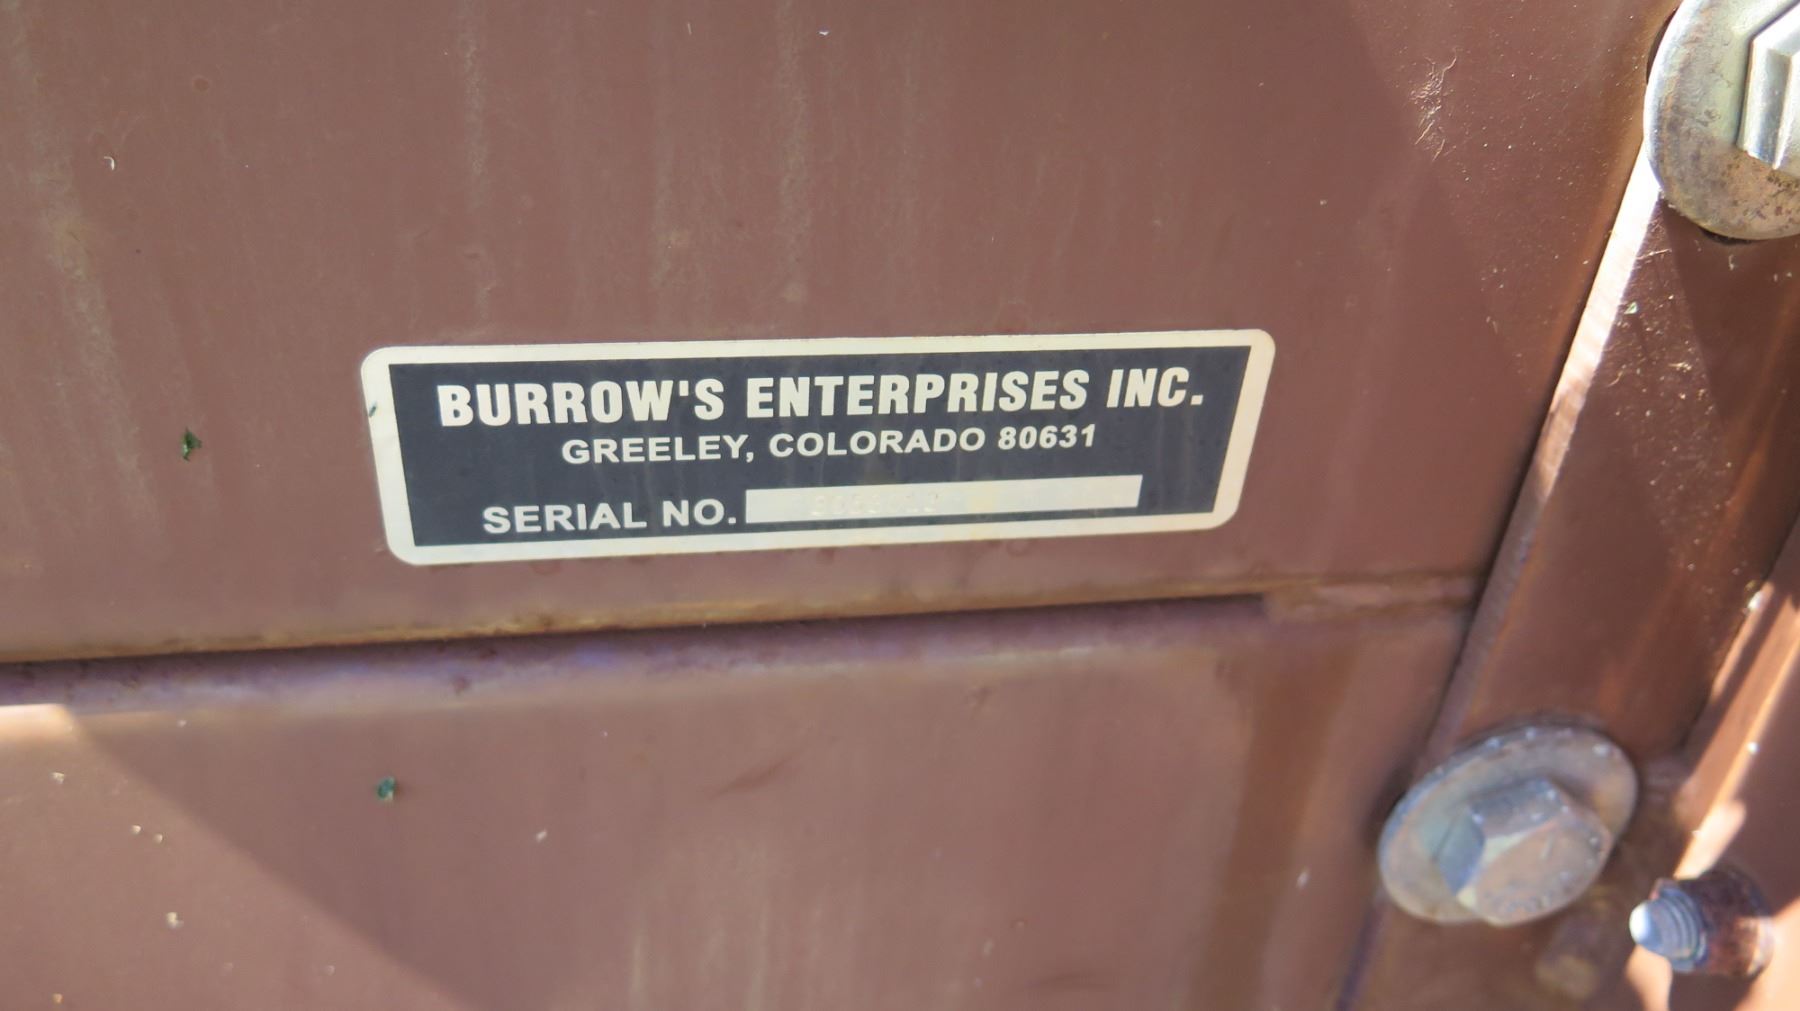 BURROW'S ENTERPRISES INC.
GREELEY, COLORADO 80631
SERIAL NO.